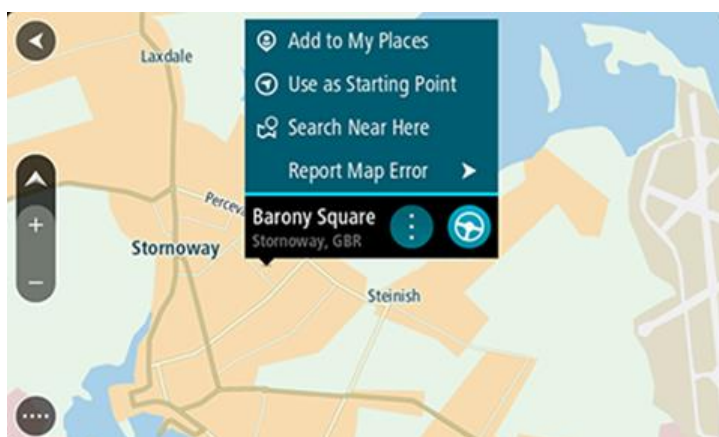 Laxdale
Add to My Places
Use as Starting Point
Search Near Here
Report Map Error
Perceva
Barony Square
Stornoway, GBR
Stornoway
Steinish